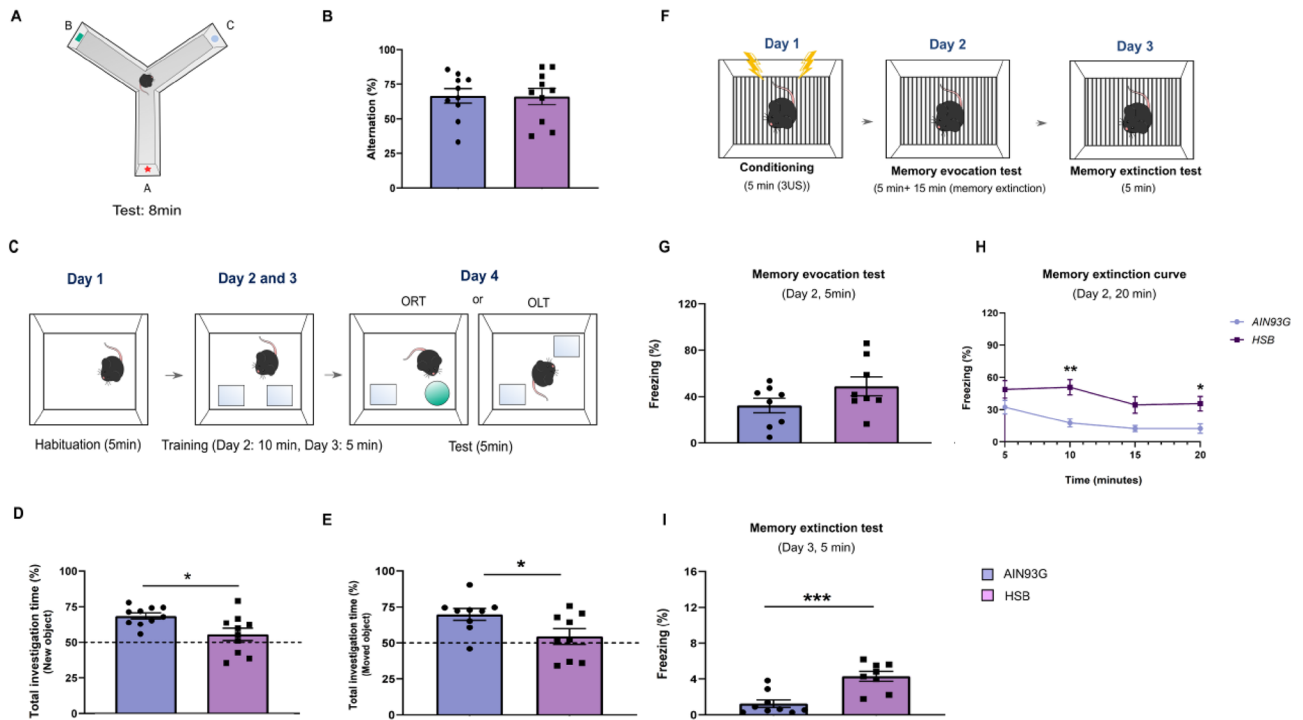 A
B
C
A
Test: 8min
B
Alternation (%)
100
75
50
25
0
C
Day 1
Day 2 and 3
Day 4
ORT
or
OLT
Habituation (5min)
Training (Day 2: 10 min, Day 3: 5 min)
Test (5min)
D
Total investigation time (%)
(New object)
100
75
50
25
0
*
E
Total investigation time (%)
(Moved object)
100
75
50
25
0
*
F
Day 1
Day 2
Day 3
Conditioning
(5 min (3US))
Memory evocation test
(5min+ 15 min (memory extinction)
Memory extinction test
(5 min)
G
Memory evocation test
(Day 2, 5min)
Freezing (%)
120
80
40
0
H
Memory extinction curve
(Day 2, 20 min)
Freezing (%)
120
90
60
30
0
**
*
5
10
15
20
Time (minutes)
AIN93G
HSB
I
Memory extinction test
(Day 3, 5 min)
Freezing (%)
16
12
8
4
0
***
AIN93G
HSB